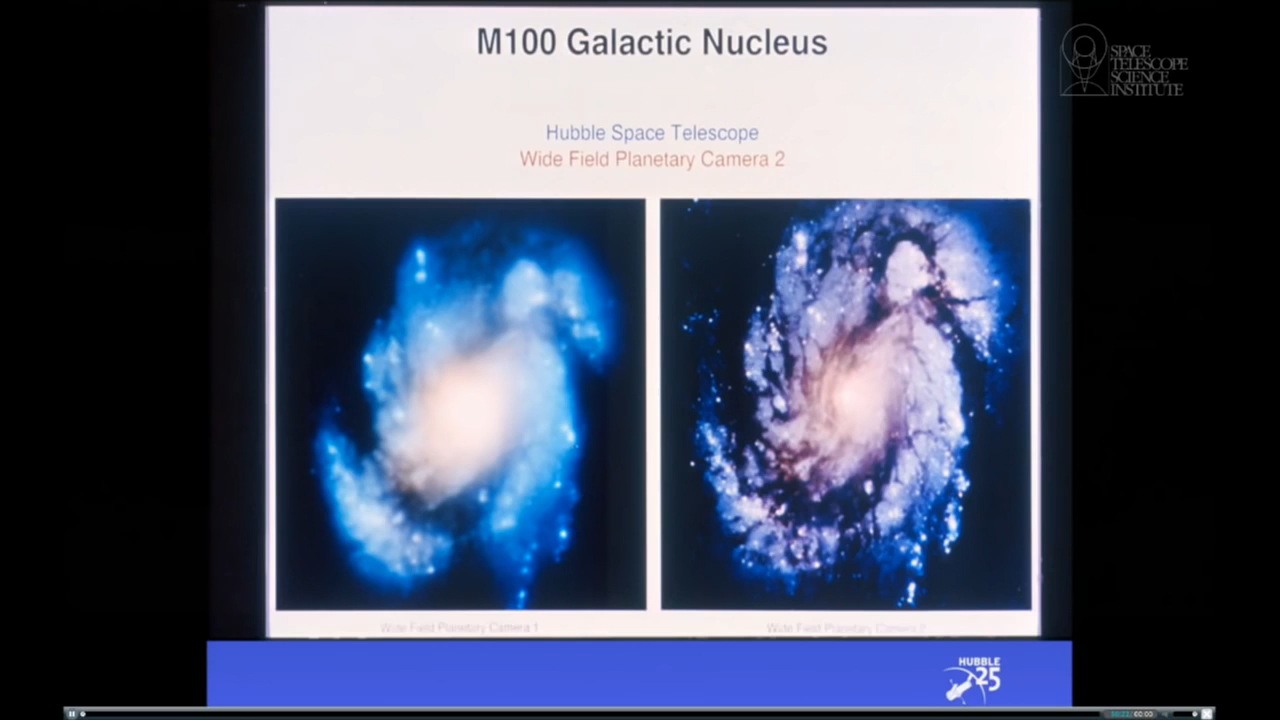 M100 Galactic Nucleus
SPACE
TELESCOPE
SCIENCE
INSTITUTE
Hubble Space Telescope
Wide Field Planetary Camera 2
Wide Field Planetary Camera 1
Wide Field Planetary Camera 2
HUBBLE
25